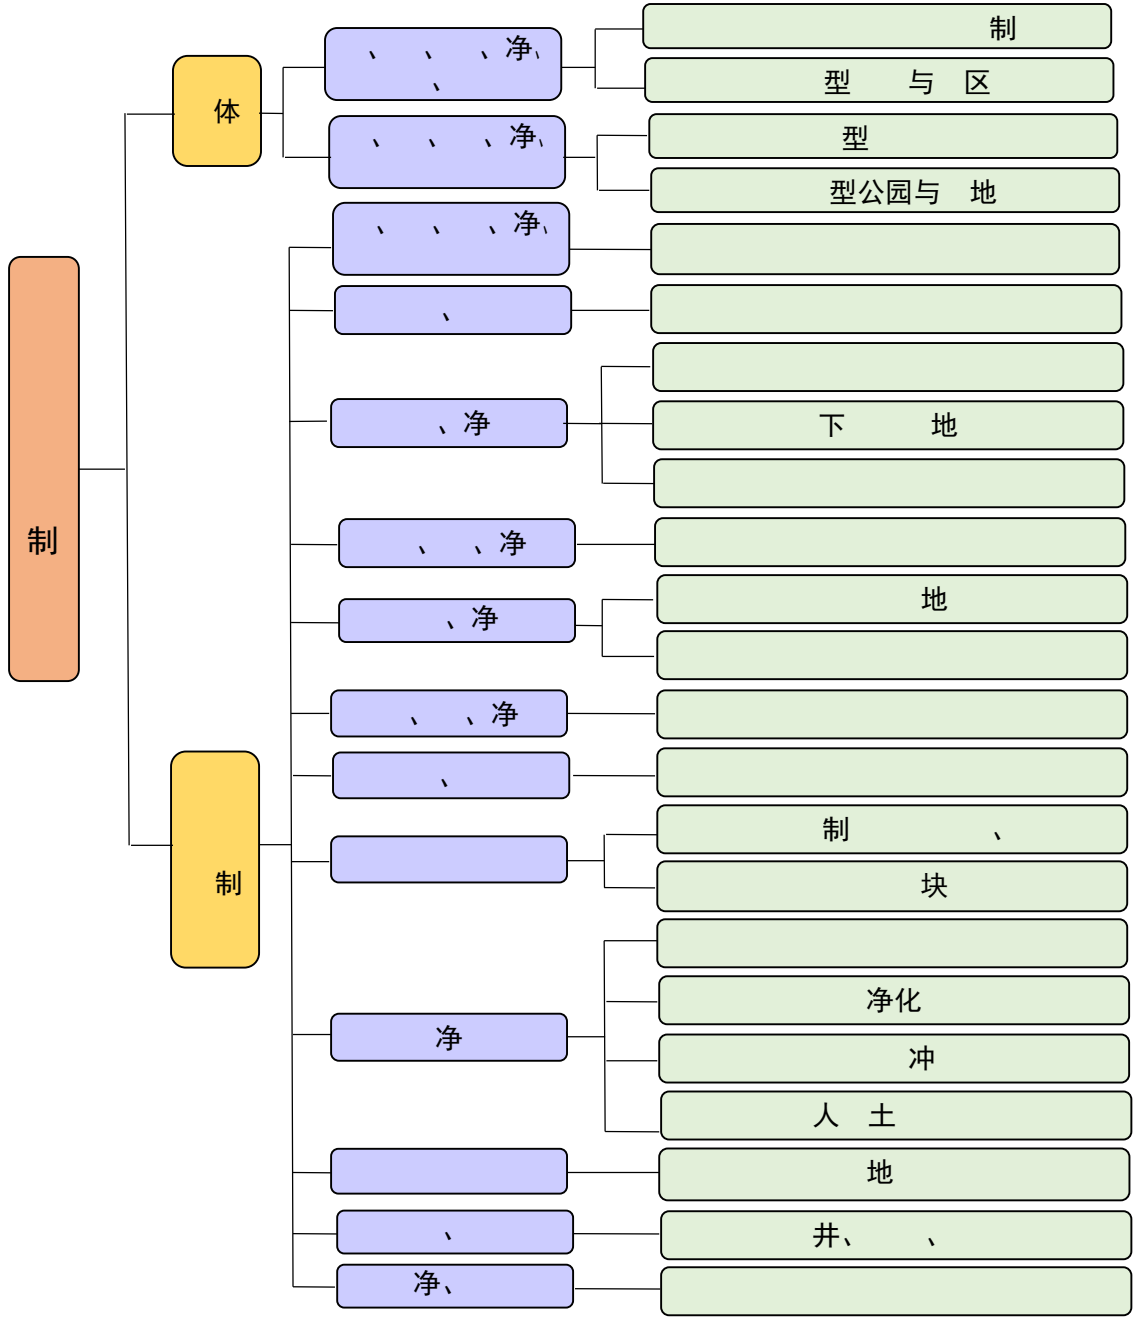 制
体
制
、 、 、净、
、
、 、 、净、
、 、 、净、
、
、净
、 、净
、净
、 、净
、
净
、
净、
制
型 与 区
型
型公园与 地
下 地
地
制 、
块
净化
冲
人 土
地
井、 、